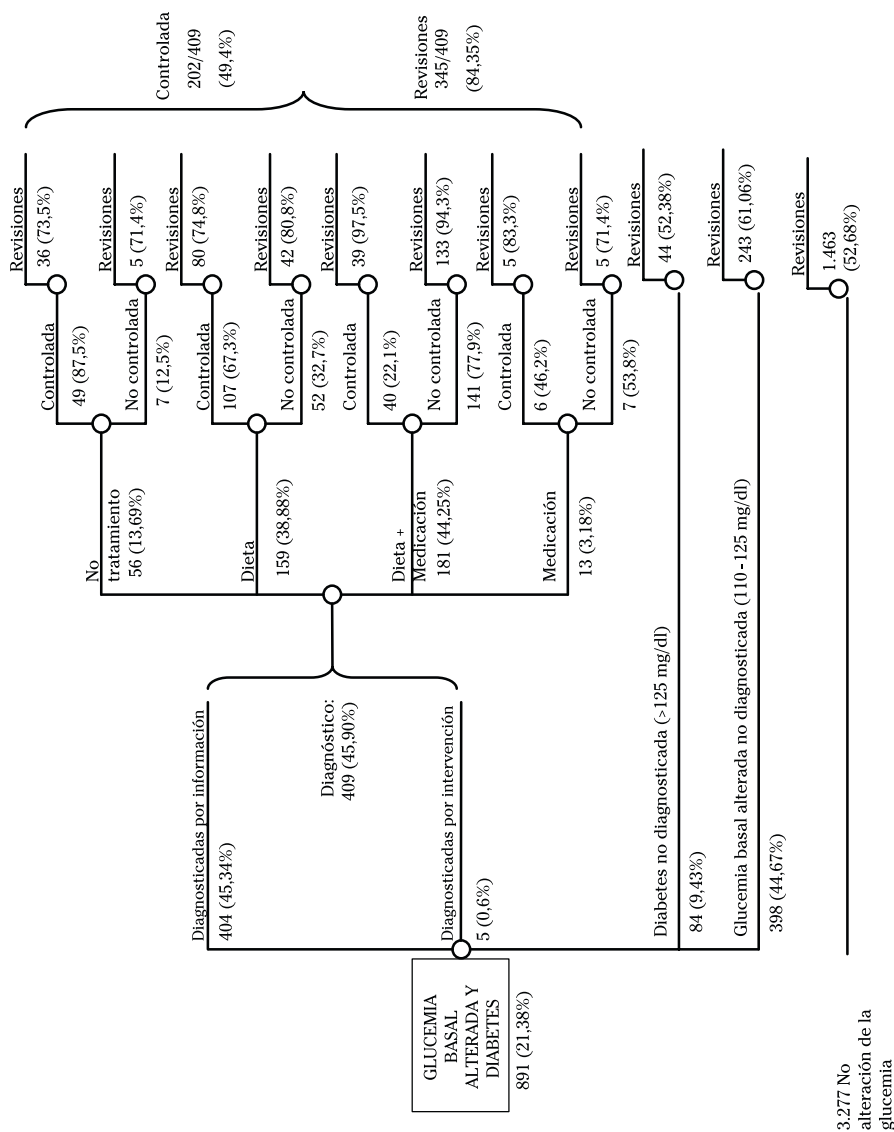 GLUCEMIA
BASAL
ALTERADA Y
DIABETES
891 (21,38%)
Diagnosticadas por información
404 (45,34%)
Diagnóstico:
409 (45,90%)
Diagnosticadas por intervención
5 (0,6%)
Diabetes no diagnosticada (>125 mg/dl)
84 (9,43%)
Glucemia basal alterada no diagnosticada (110-125 mg/dl)
398 (44,67%)
3.277 No
alteración de la
glucemia
No
tratamiento
56 (13,69%)
Dieta
159 (38,88%)
Dieta +
Medicación
181 (44,25%)
Medicación
13 (3,18%)
Controlada
49 (87,5%)
No controlada
7 (12,5%)
Controlada
107 (67,3%)
No controlada
52 (32,7%)
Controlada
40 (22,1%)
No controlada
141 (77,9%)
Controlada
6 (46,2%)
No controlada
7 (53,8%)
Revisiones
36 (73,5%)
Revisiones
5 (71,4%)
Revisiones
80 (74,8%)
Revisiones
42 (80,8%)
Revisiones
39 (97,5%)
Revisiones
133 (94,3%)
Revisiones
5 (83,3%)
Revisiones
5 (71,4%)
Revisiones
44 (52,38%)
Revisiones
243 (61,06%)
Revisiones
1.463
(52,68%)
Controlada
202/409
(49,4%)
Revisiones
345/409
(84,35%)